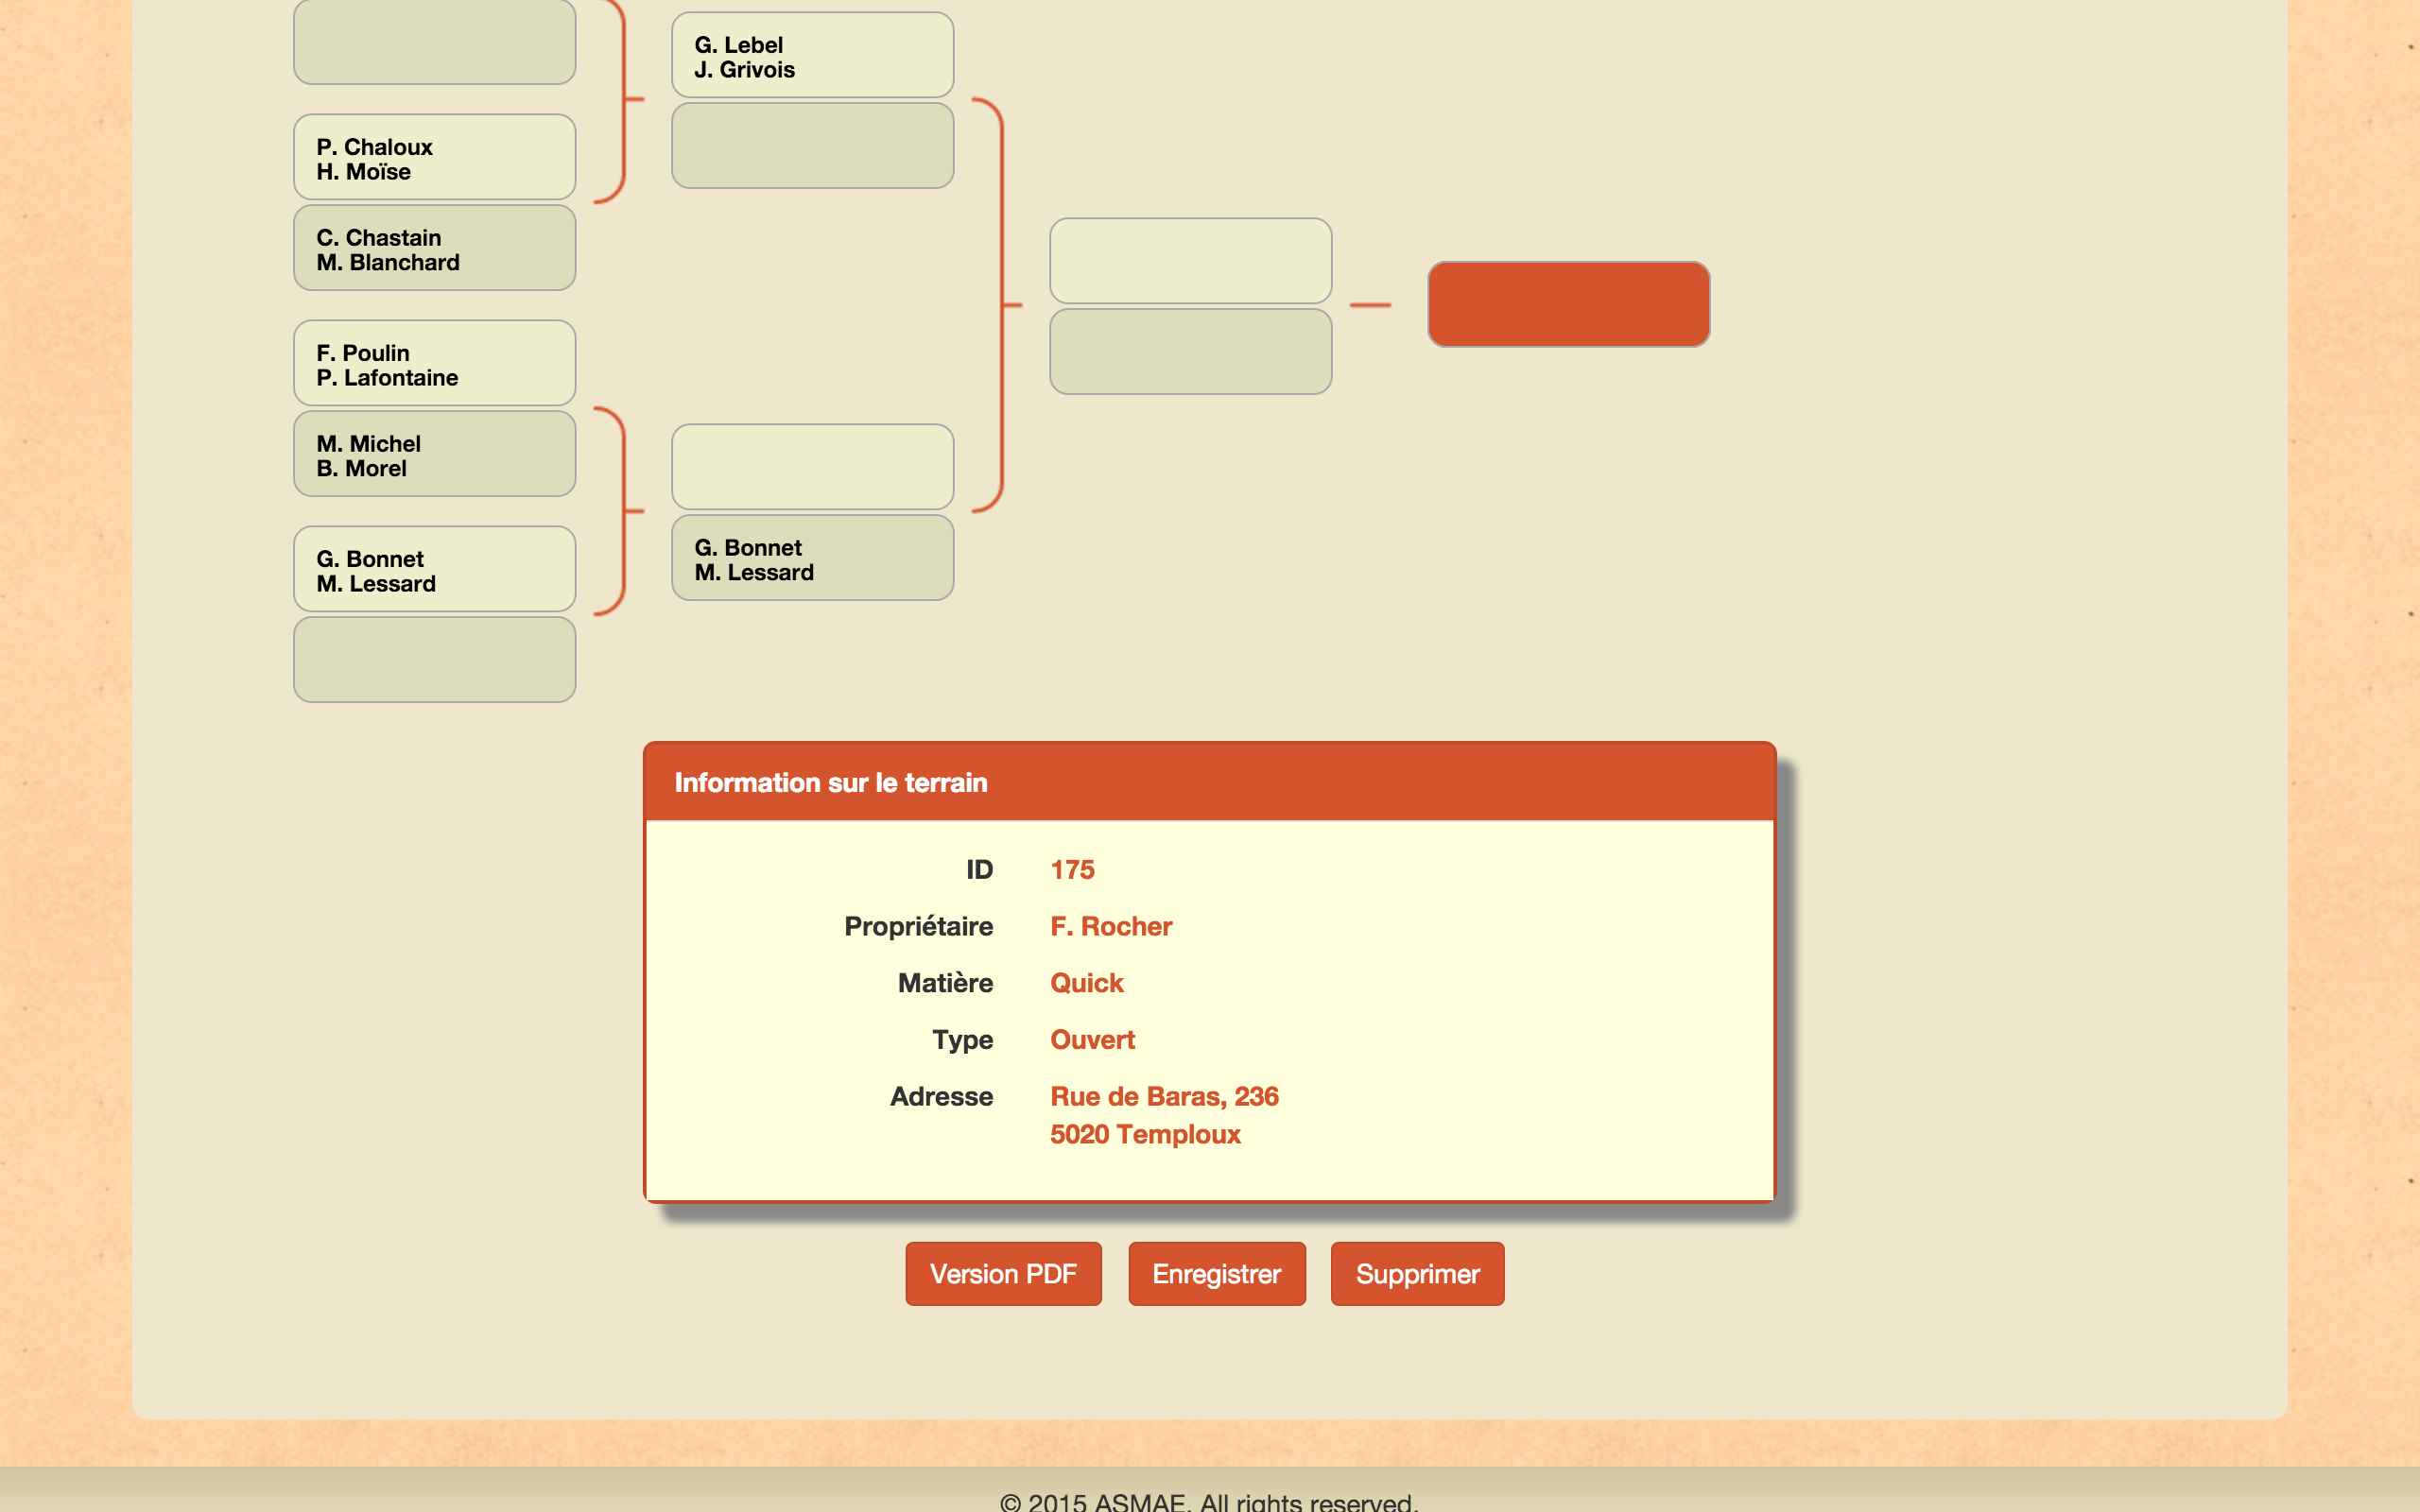 G. Lebel
J. Grivois
P. Chaloux
H. Moïse
C. Chastain
M. Blanchard
F. Poulin
P. Lafontaine
M. Michel
B. Morel
G. Bonnet
M. Lessard
G. Bonnet
M. Lessard
Information sur le terrain
ID 175
Propriétaire F. Rocher
Matière Quick
Type Ouvert
Adresse Rue de Baras, 236
5020 Temploux
Version PDF Enregistrer Supprimer
© 2015 ASMAE. All rights reserved.